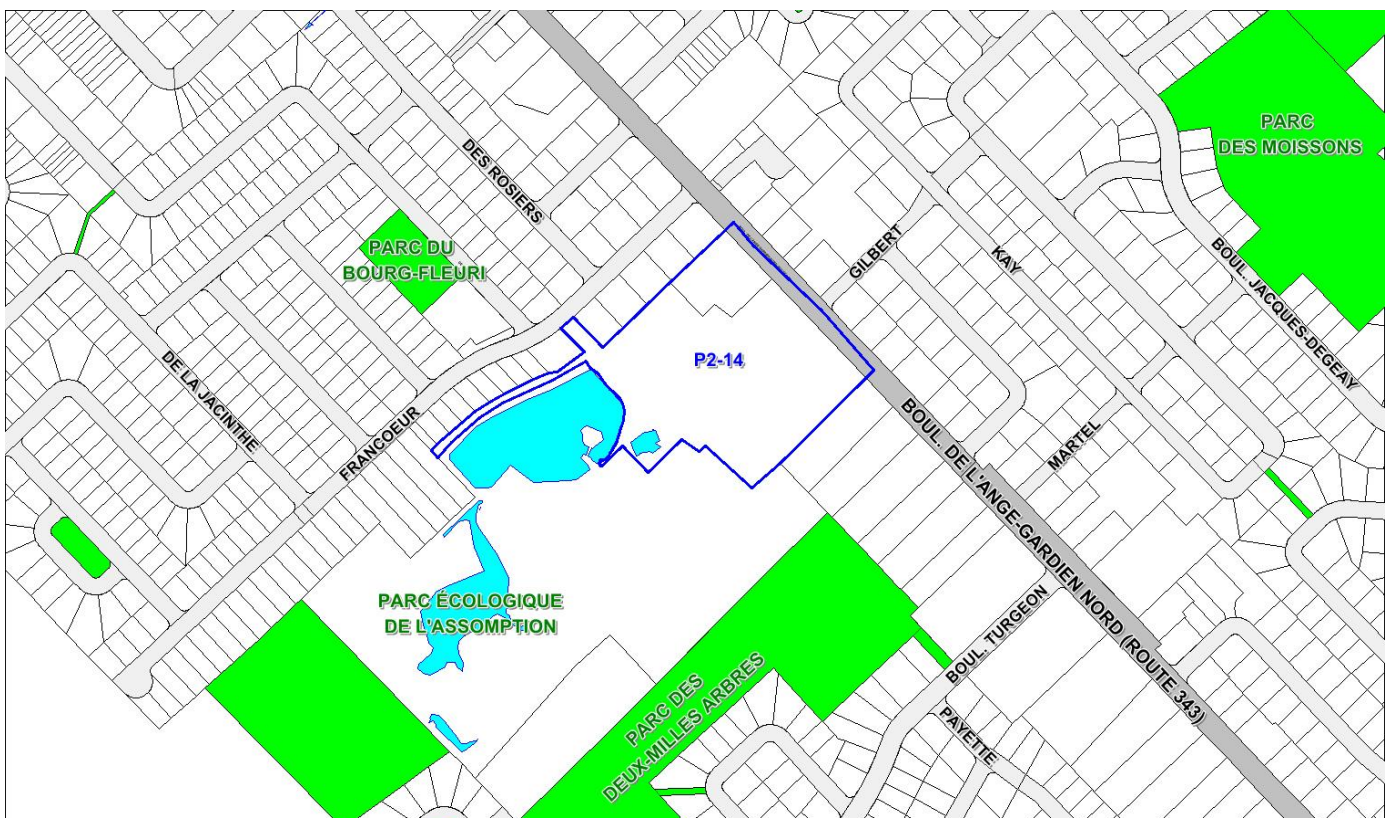 PARC
DES MOISSONS
DES ROSIERS
PARC DU
BOURG-FLEURI
GILBERT
KAY
BOUL. JACQUES-DEGEAY
P2-14
DE LA JACINTHE
FRANCOEUR
BOUL. DE L'ANGE-GARDIEN NORD (ROUTE 343)
MARTEL
PARC ÉCOLOGIQUE
DE L'ASSOMPTION
BOUL. TURGEON
PARC DES
DEUX-MILLES ARBRES
PAYETTE